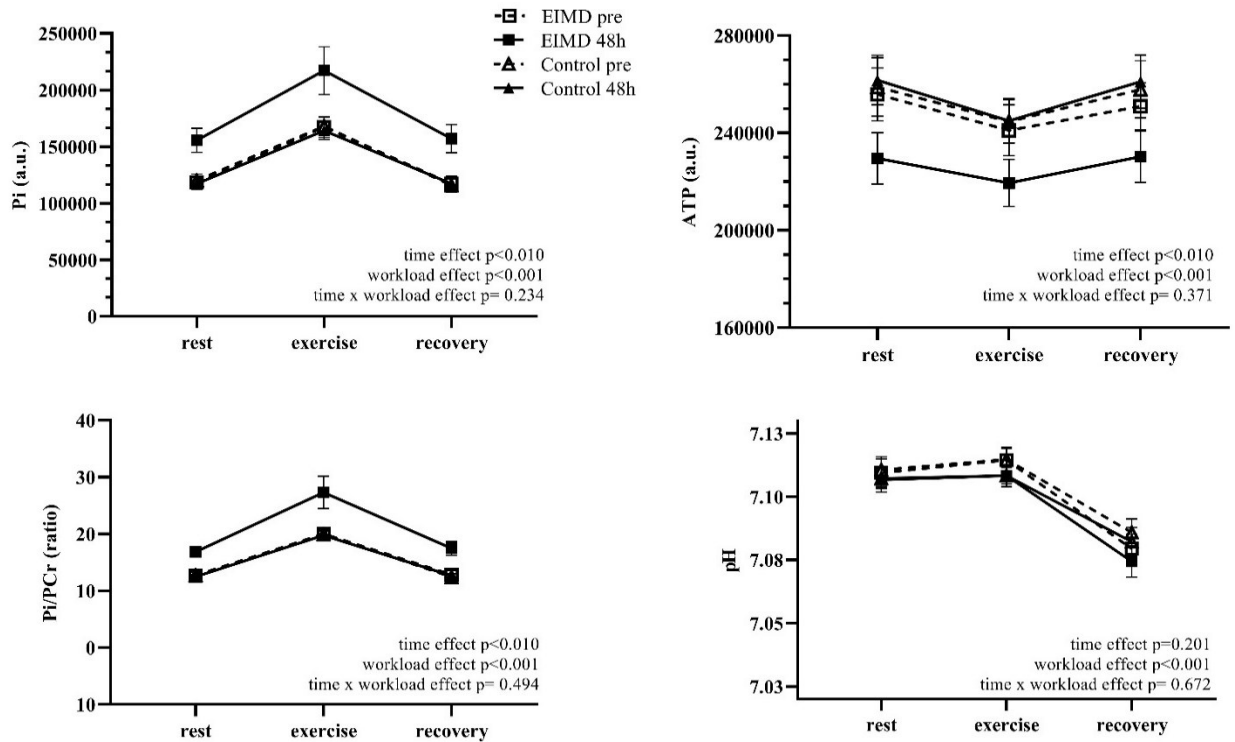 EIMD pre
EIMD 48h
Control pre
Control 48h
Pi (a.u.)
250000
200000
150000
100000
50000
0
time effect p<0.010
workload effect p<0.001
time x workload effect p= 0.234
rest exercise recovery
ATP (a.u.)
280000
240000
200000
160000
time effect p<0.010
workload effect p<0.001
time x workload effect p= 0.371
rest exercise recovery
Pi/PCr (ratio)
40
30
20
10
0
10
time effect p<0.010
workload effect p<0.001
time x workload effect p= 0.494
rest exercise recovery
pH
7.13
7.10
7.08
7.05
7.03
time effect p=0.201
workload effect p<0.001
time x workload effect p= 0.672
rest exercise recovery